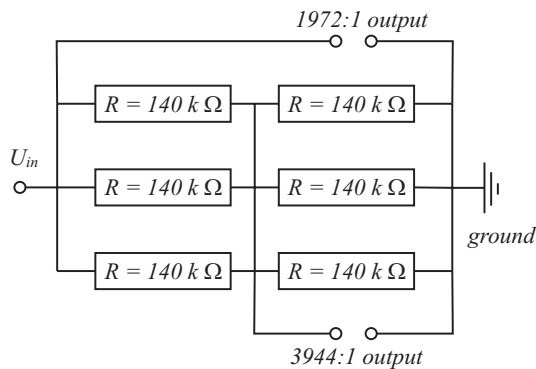 1972:1 output
R = 140 k Ω R = 140 k Ω
U_in
R = 140 k Ω R = 140 k Ω
ground
R = 140 k Ω R = 140 k Ω
3944:1 output